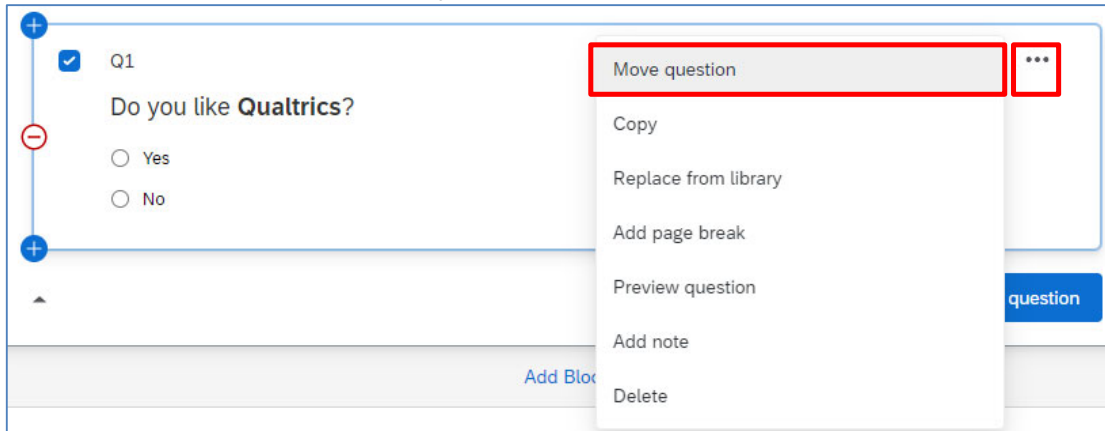 Q1
Do you like Qualtrics?
Yes
No
Move question
Copy
Replace from library
Add page break
Preview question
Add note
Delete
question
Add